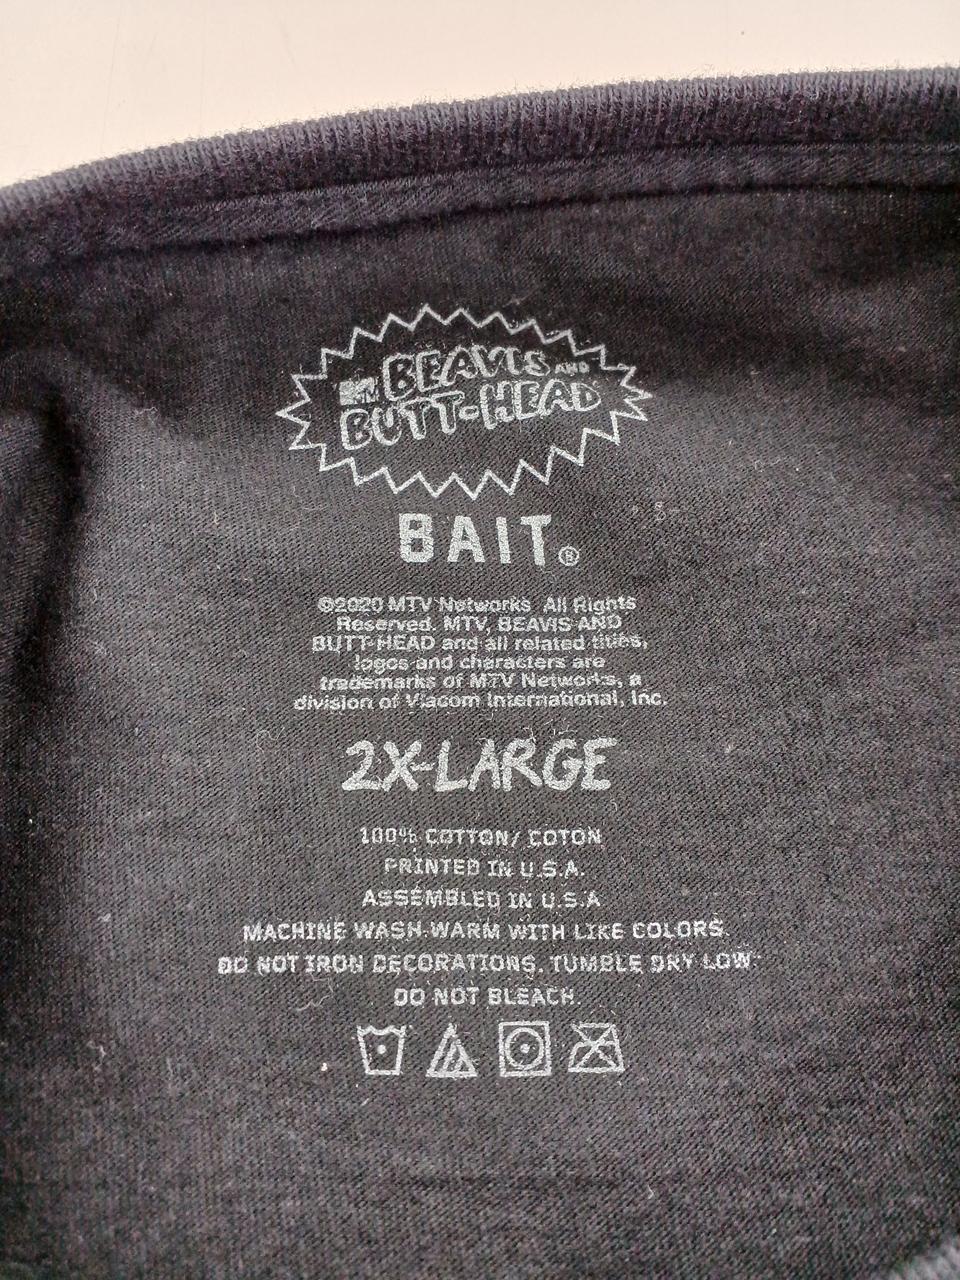 MTV BEAVIS AND
BUTT-HEAD
BAIT®
©2020 MTV Networks All Rights
Reserved. MTV, BEAVIS AND
BUTT-HEAD and all related titles,
logos and characters are
trademarks of MTV Networks, a
division of Viacom International, Inc.
2X-LARGE
100% COTTON/ COTON
PRINTED IN U.S.A.
ASSEMBLED IN U.S.A
MACHINE WASH WARM WITH LIKE COLORS.
DO NOT IRON DECORATIONS. TUMBLE DRY LOW.
DO NOT BLEACH.